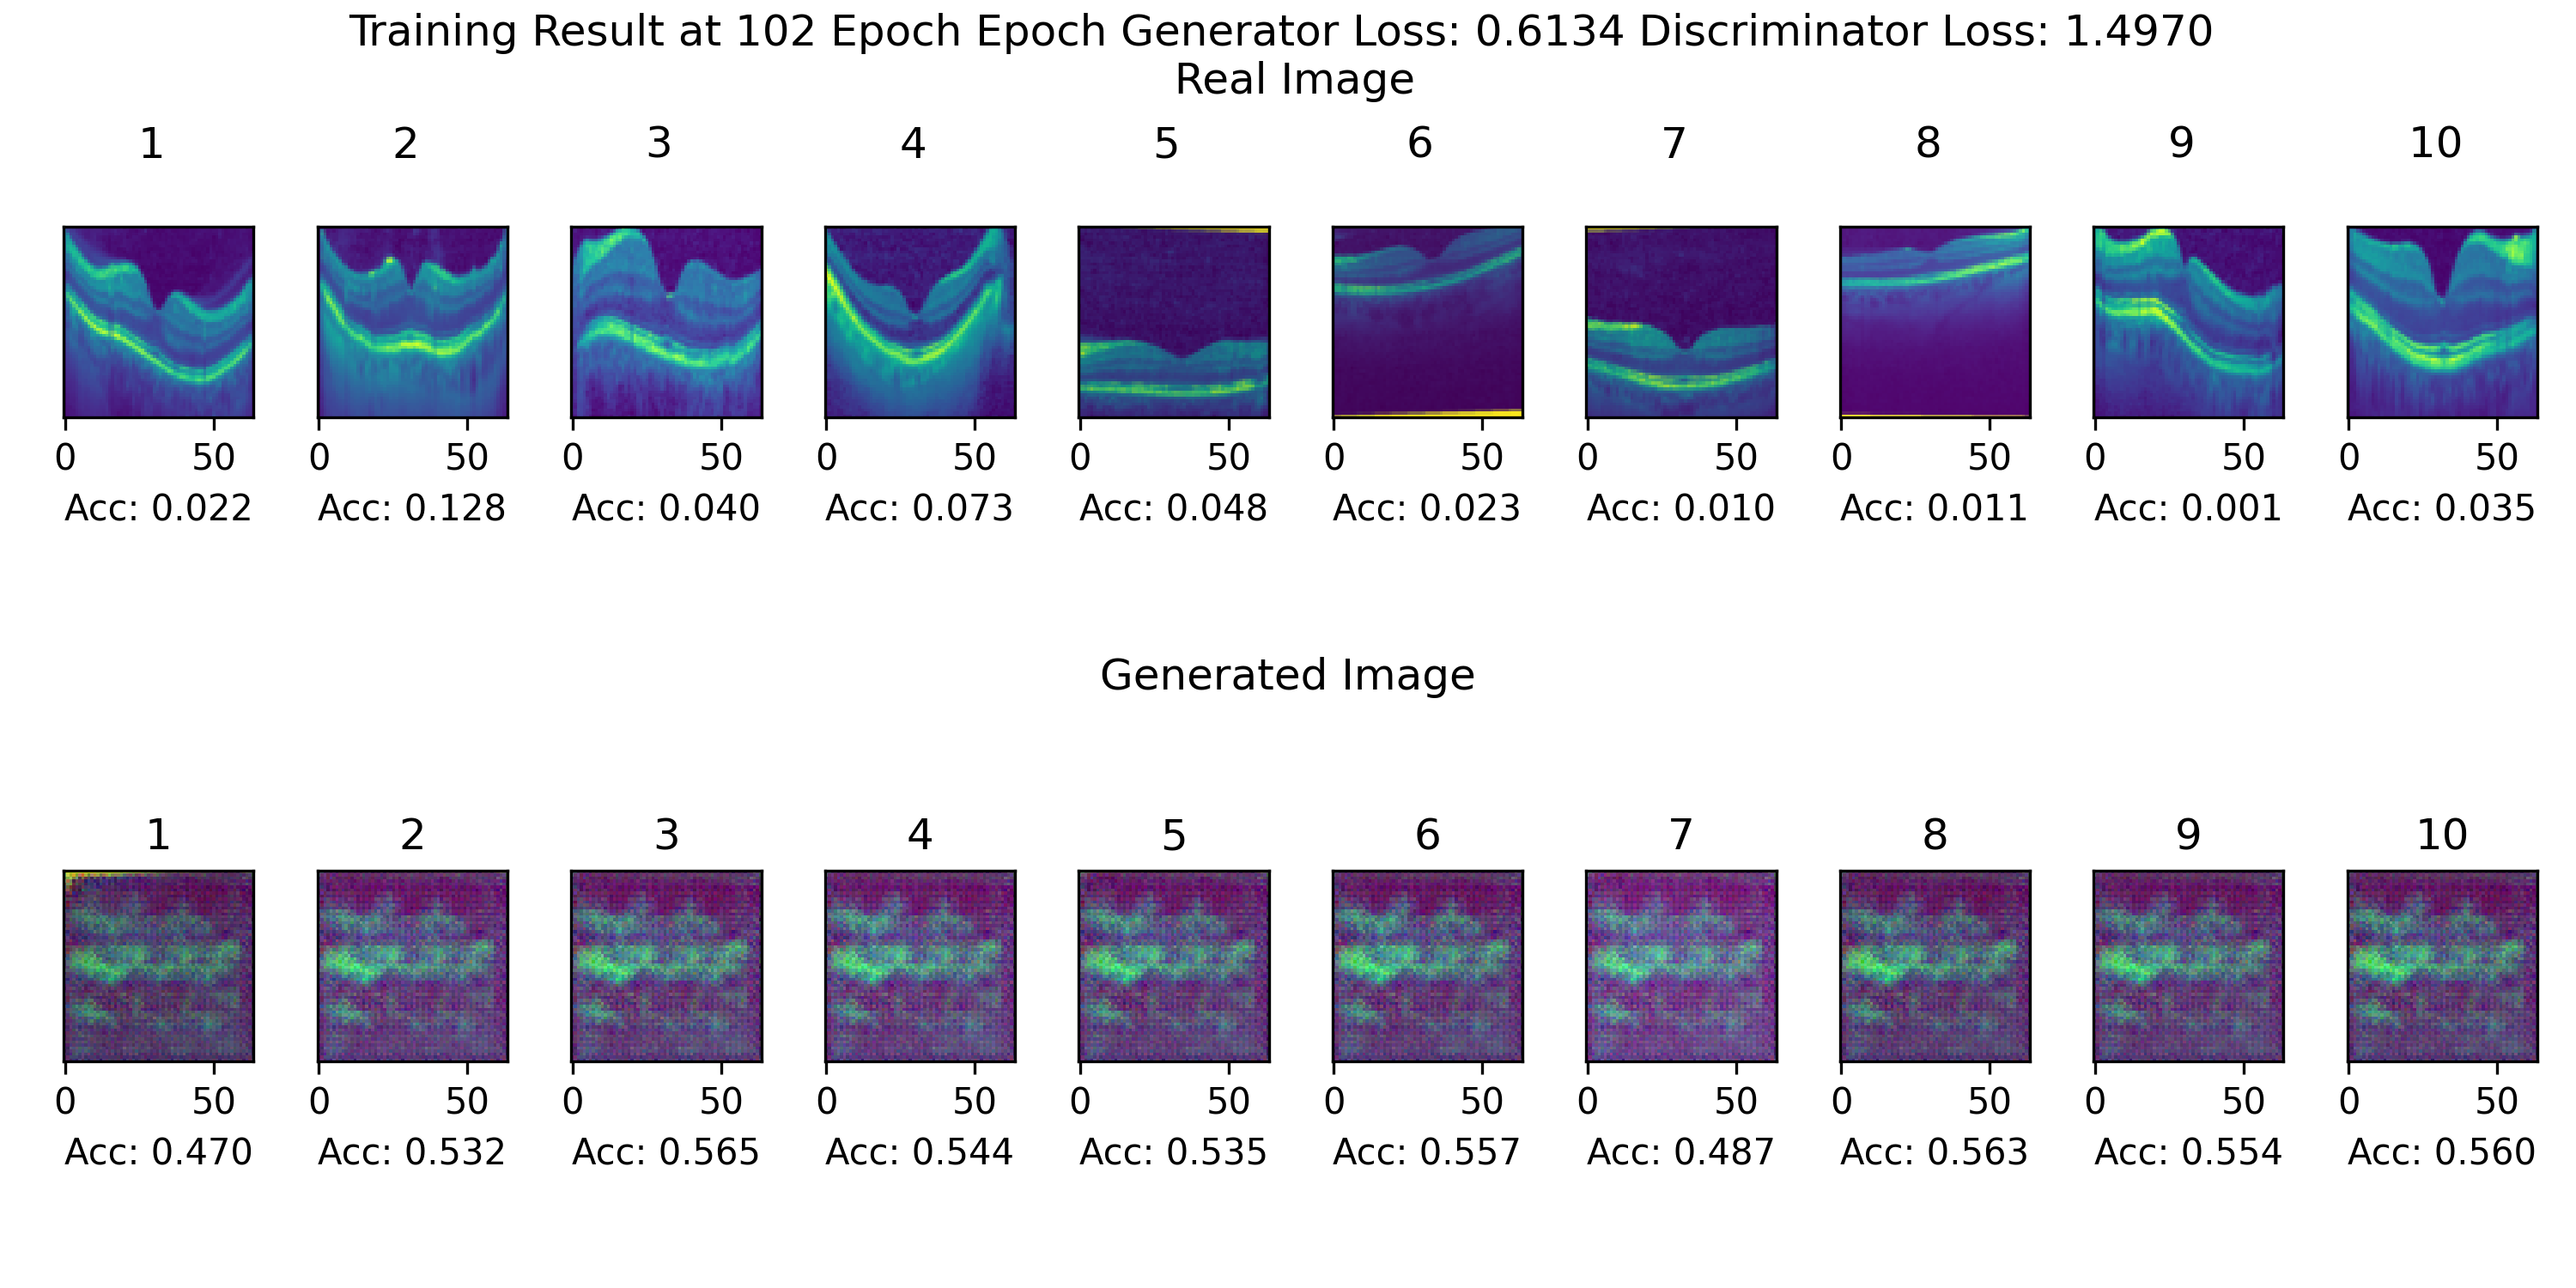 Training Result at 102 Epoch Epoch Generator Loss: 0.6134 Discriminator Loss: 1.4970
Real Image
1 2 3 4 5 6 7 8 9 10
0 50 0 50 0 50 0 50 0 50 0 50 0 50 0 50 0 50 0 50
Acc: 0.022 Acc: 0.128 Acc: 0.040 Acc: 0.073 Acc: 0.048 Acc: 0.023 Acc: 0.010 Acc: 0.011 Acc: 0.001 Acc: 0.035
Generated Image
1 2 3 4 5 6 7 8 9 10
0 50 0 50 0 50 0 50 0 50 0 50 0 50 0 50 0 50 0 50
Acc: 0.470 Acc: 0.532 Acc: 0.565 Acc: 0.544 Acc: 0.535 Acc: 0.557 Acc: 0.487 Acc: 0.563 Acc: 0.554 Acc: 0.560